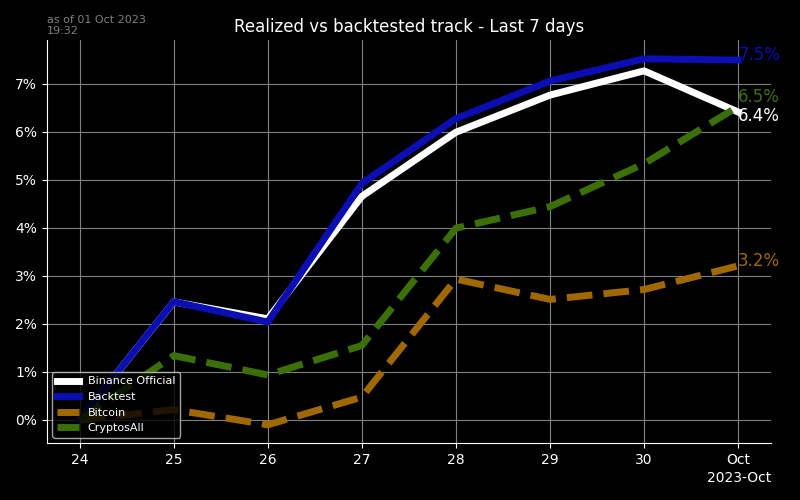 as of 01 Oct 2023
19:32
Realized vs backtested track - Last 7 days
7.5%
7%
6.5%
6.4%
6%
5%
4%
3.2%
3%
2%
1%
0%
Binance Official
Backtest
Bitcoin
CryptosAll
24 25 26 27 28 29 30 Oct
2023-Oct